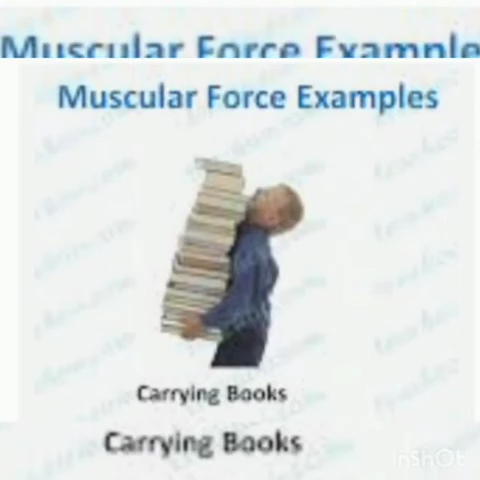 Muscular Force Example
Muscular Force Examples
Carrying Books
Carrying Books
InShOt